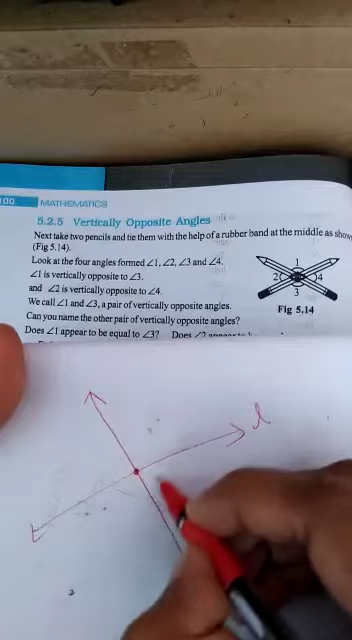 100 MATHEMATICS
5.2.5 Vertically Opposite Angles
Next take two pencils and tie them with the help of a rubber band at the middle as shown
(Fig 5.14).
Look at the four angles formed ∠1, ∠2, ∠3 and ∠4.
∠1 is vertically opposite to ∠3.
and ∠2 is vertically opposite to ∠4.
We call ∠1 and ∠3, a pair of vertically opposite angles.
Can you name the other pair of vertically opposite angles?
Does ∠1 appear to be equal to ∠3? Does ∠2
1
2 4
3
Fig 5.14
l